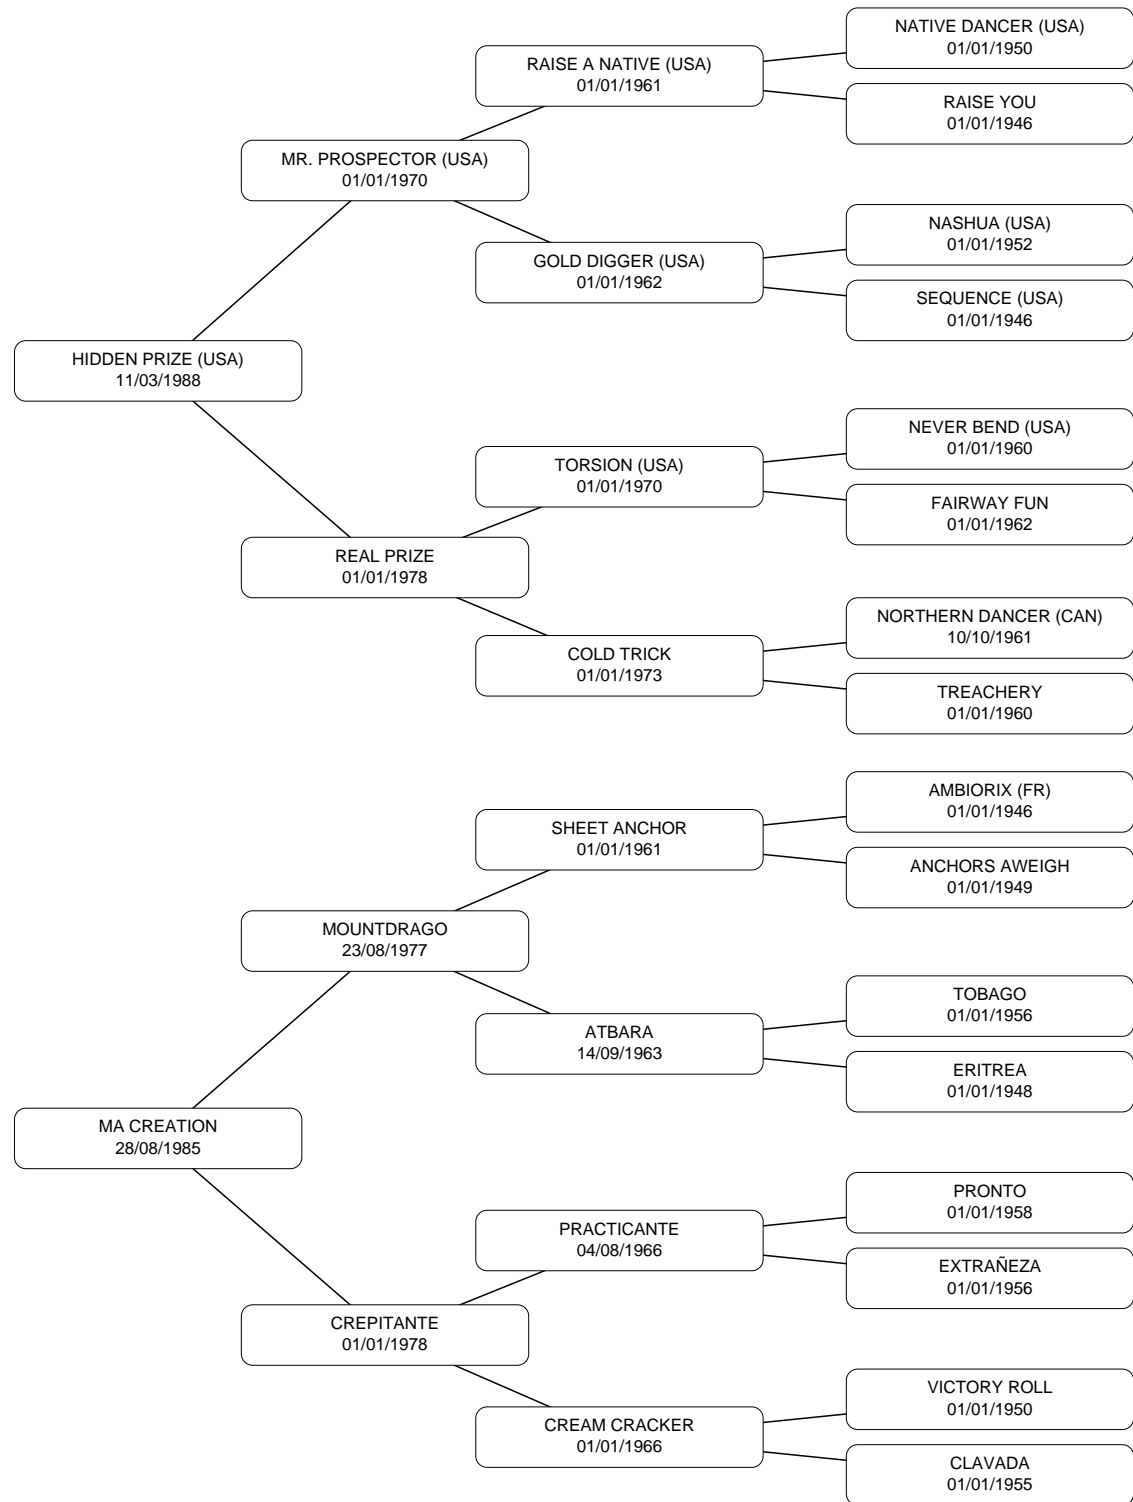 NATIVE DANCER (USA)
01/01/1950
RAISE A NATIVE (USA)
01/01/1961
RAISE YOU
01/01/1946
MR. PROSPECTOR (USA)
01/01/1970
NASHUA (USA)
01/01/1952
GOLD DIGGER (USA)
01/01/1962
SEQUENCE (USA)
01/01/1946
HIDDEN PRIZE (USA)
11/03/1988
NEVER BEND (USA)
01/01/1960
TORSION (USA)
01/01/1970
FAIRWAY FUN
01/01/1962
REAL PRIZE
01/01/1978
NORTHERN DANCER (CAN)
10/10/1961
COLD TRICK
01/01/1973
TREACHERY
01/01/1960
AMBIORIX (FR)
01/01/1946
SHEET ANCHOR
01/01/1961
ANCHORS AWEIGH
01/01/1949
MOUNTDRAGO
23/08/1977
TOBAGO
01/01/1956
ATBARA
14/09/1963
ERITREA
01/01/1948
MA CREATION
28/08/1985
PRONTO
01/01/1958
PRACTICANTE
04/08/1966
EXTRAÑEZA
01/01/1956
CREPITANTE
01/01/1978
VICTORY ROLL
01/01/1950
CREAM CRACKER
01/01/1966
CLAVADA
01/01/1955